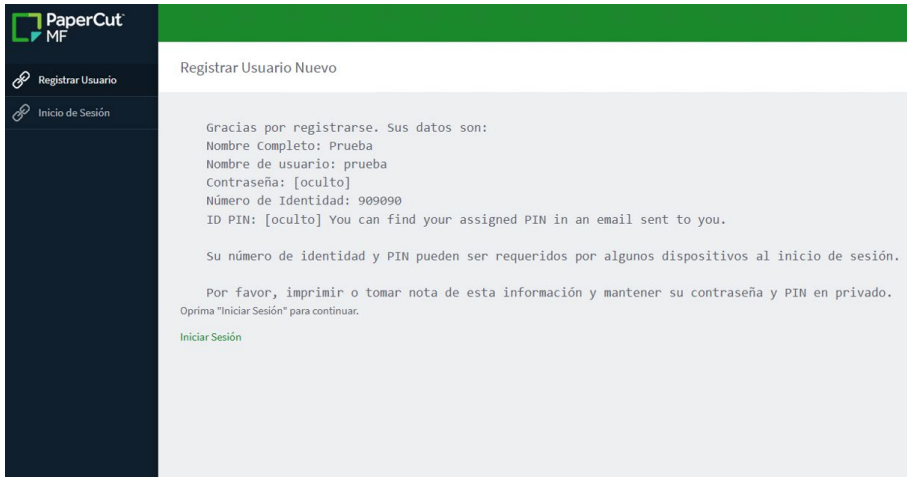 PaperCut
MF
Registrar Usuario
Inicio de Sesión
Registrar Usuario Nuevo
Gracias por registrarse. Sus datos son:
Nombre Completo: Prueba
Nombre de usuario: prueba
Contraseña: [oculto]
Número de Identidad: 909090
ID PIN: [oculto] You can find your assigned PIN in an email sent to you.
Su número de identidad y PIN pueden ser requeridos por algunos dispositivos al inicio de sesión.
Por favor, imprimir o tomar nota de esta información y mantener su contraseña y PIN en privado.
Oprima "Iniciar Sesión" para continuar.
Iniciar Sesión